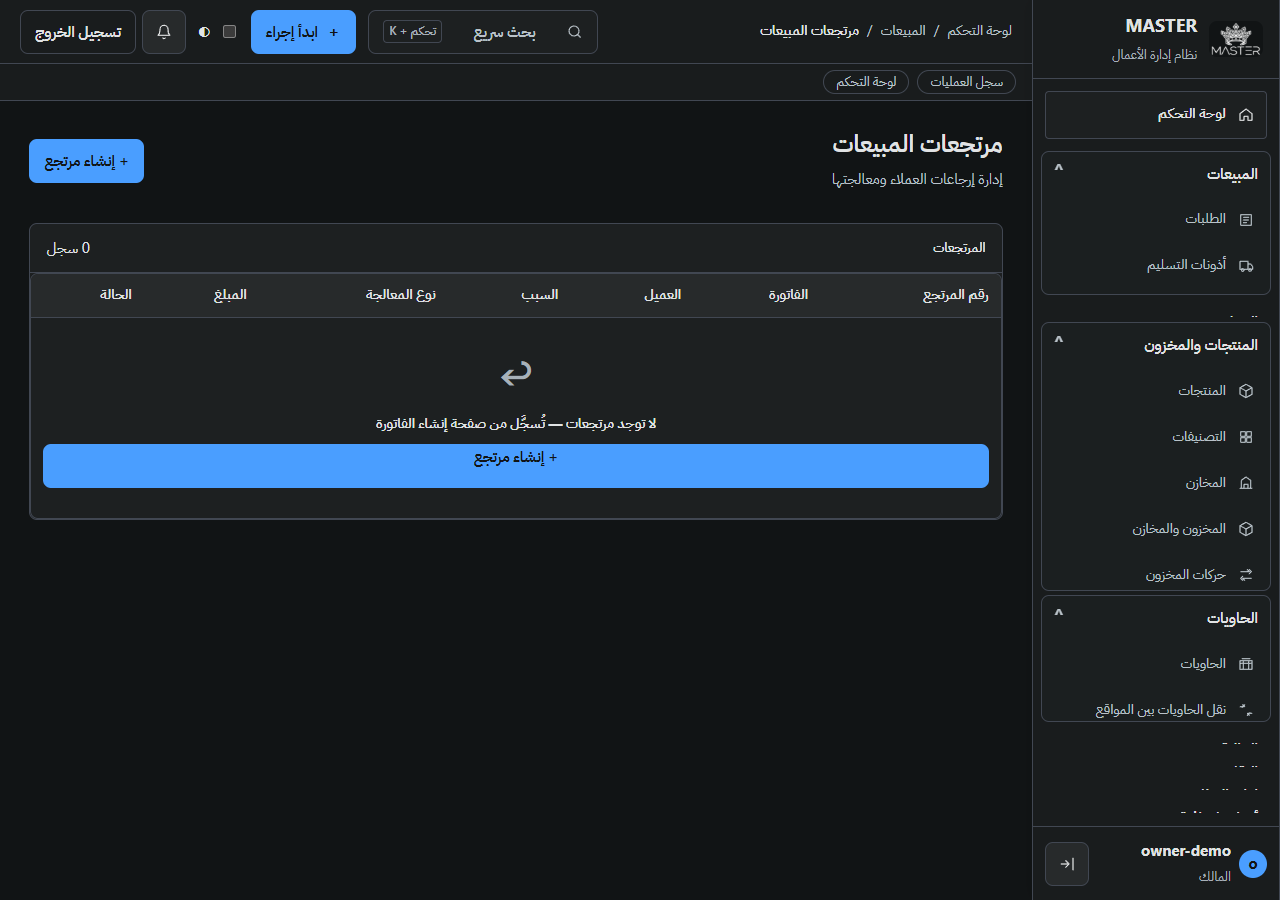 MASTER
نظام إدارة الأعمال
MASTER
لوحة التحكم / المبيعات / مرتجعات المبيعات
بحث سريع
تحكم + K
+ ابدأ إجراء
تسجيل الخروج
سجل العمليات
لوحة التحكم
لوحة التحكم
المبيعات
الطلبات
أذونات التسليم
المنتجات والمخزون
المنتجات
التصنيفات
المخازن
المخزون والمخازن
حركات المخزون
الحاويات
الحاويات
نقل الحاويات بين المواقع
owner-demo
المالك
o
مرتجعات المبيعات
إدارة إرجاعات العملاء ومعالجتها
+ إنشاء مرتجع
المرتجعات
0 سجل
رقم المرتجع الفاتورة العميل السبب نوع المعالجة المبلغ الحالة
لا توجد مرتجعات — تُسجَّل من صفحة إنشاء الفاتورة
+ إنشاء مرتجع